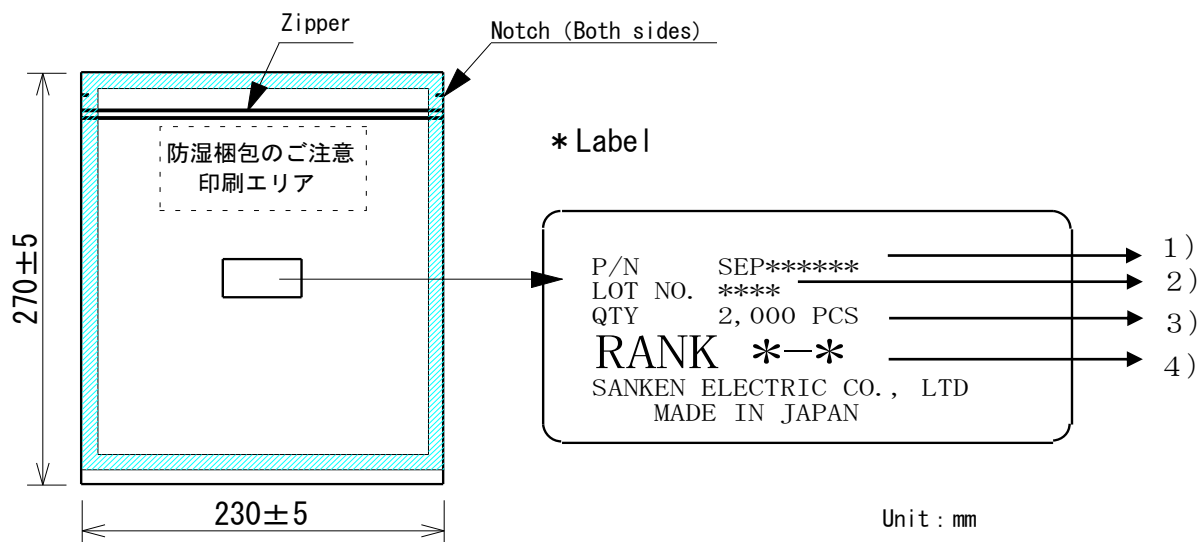 Zipper
Notch (Both sides)
防湿梱包のご注意
印刷エリア
270±5
230±5
*Label
P/N SEP******
LOT NO. ****
QTY 2,000 PCS
RANK *-*
SANKEN ELECTRIC CO., LTD
MADE IN JAPAN
1)
2)
3)
4)
Unit : mm